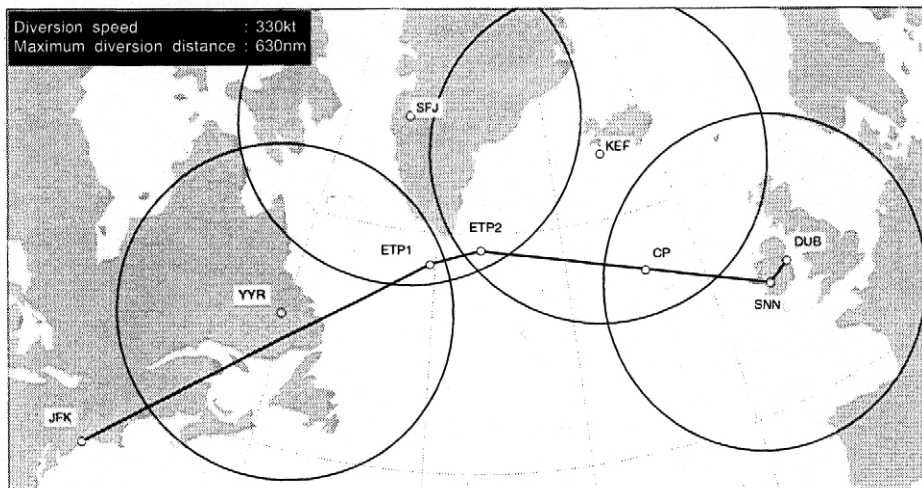 Diversion speed : 330kt
Maximum diversion distance : 630nm
SFJ
KEF
ETP1
ETP2
CP
DUB
SNN
YYR
JFK